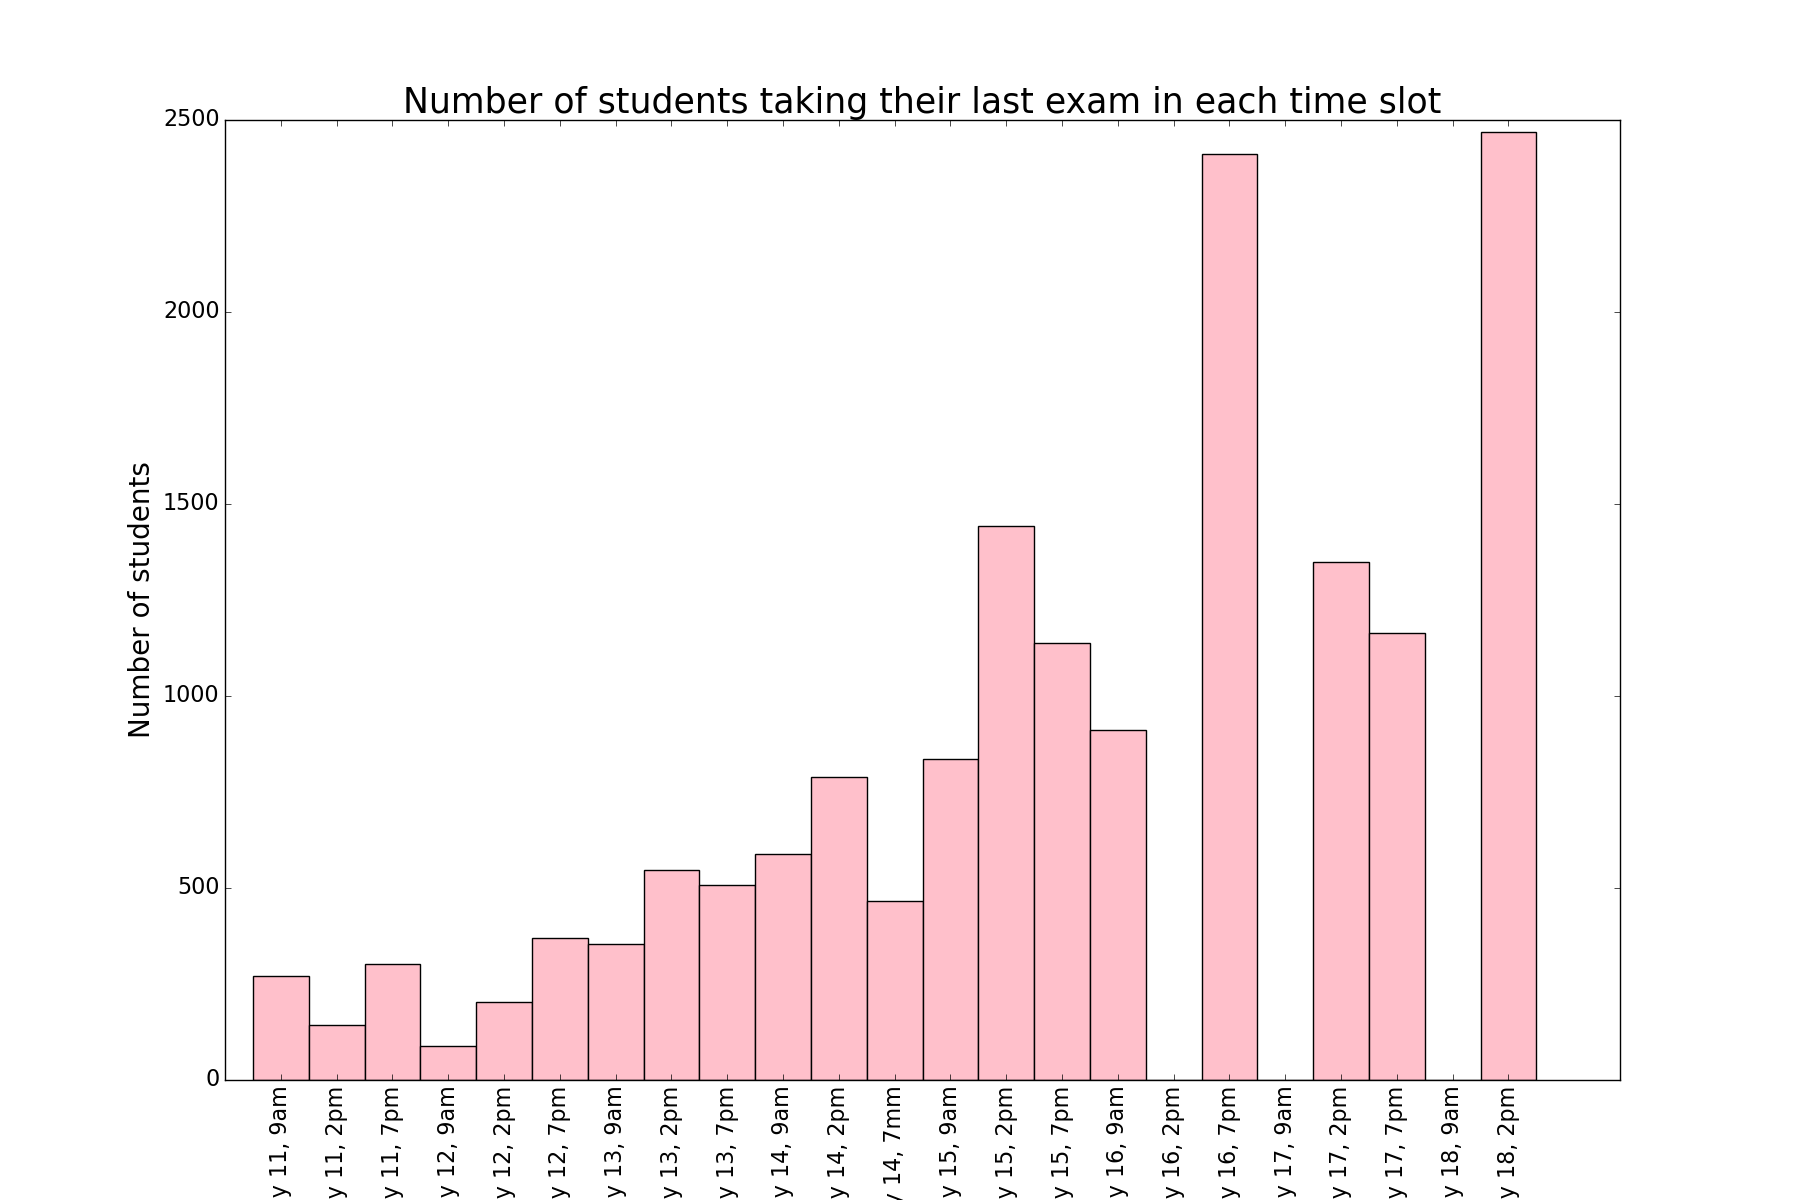 Number of students taking their last exam in each time slot
2500
2000
1500
1000
500
0
Number of students
y 11, 9am
y 11, 2pm
y 11, 7pm
y 12, 9am
y 12, 2pm
y 12, 7pm
y 13, 9am
y 13, 2pm
y 13, 7pm
y 14, 9am
y 14, 2pm
y 14, 7mm
y 15, 9am
y 15, 2pm
y 15, 7pm
y 16, 9am
y 16, 2pm
y 16, 7pm
y 17, 9am
y 17, 2pm
y 17, 7pm
y 18, 9am
y 18, 2pm